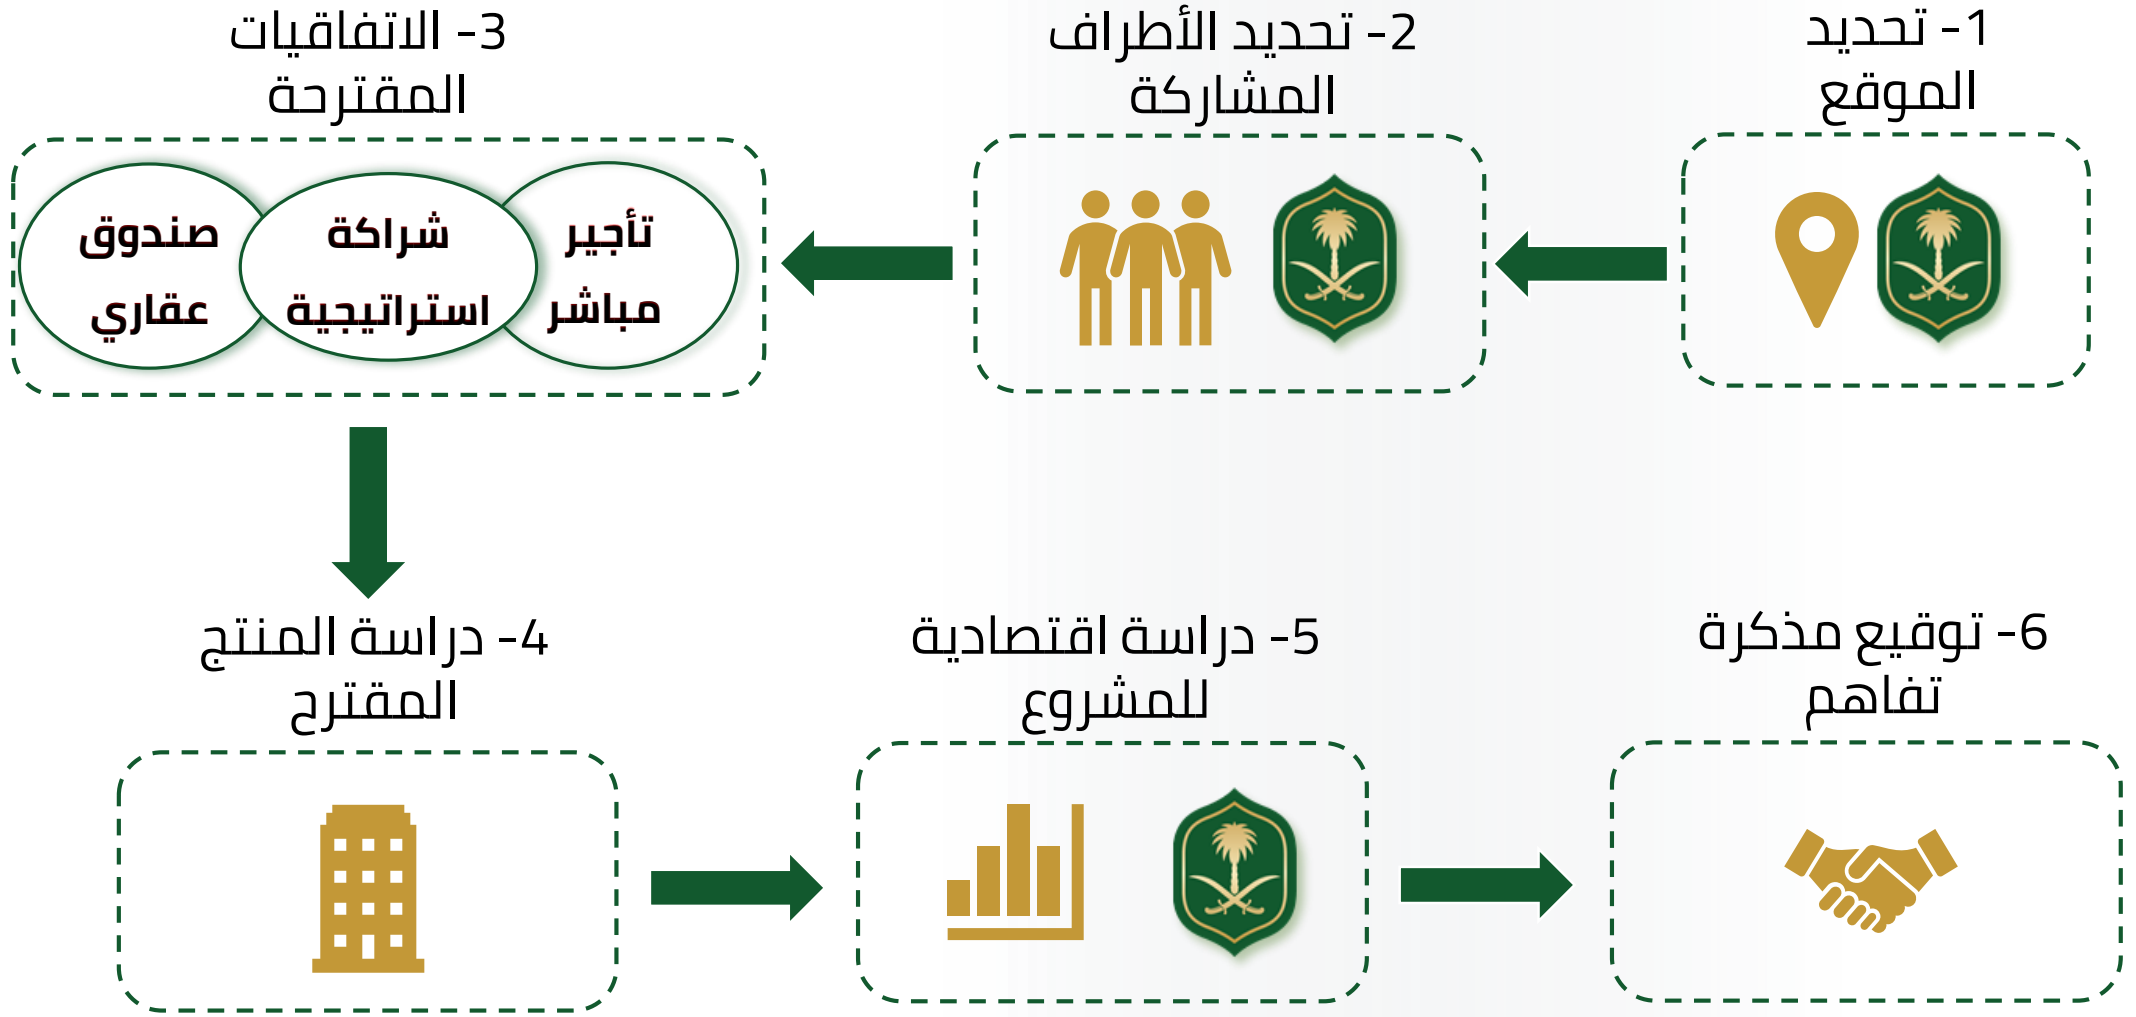 1- تحديد
الموقع
2- تحديد الأطراف
المشاركة
3- الاتفاقيات
المقترحة
تأجير
مباشر
شراكة
استراتيجية
صندوق
عقاري
4- دراسة المنتج
المقترح
5- دراسة اقتصادية
للمشروع
6- توقيع مذكرة
تفاهم